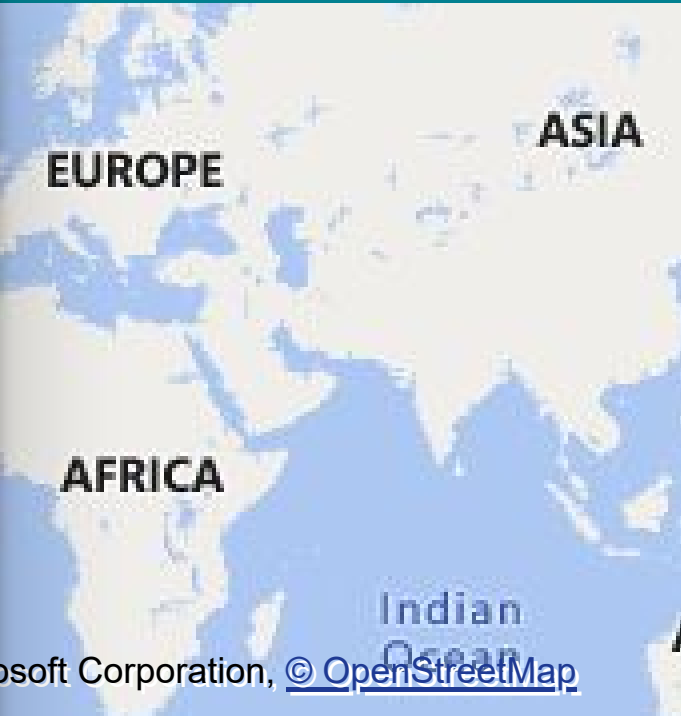 ASIA
EUROPE
AFRICA
Indian
Ocean
osoft Corporation, © OpenStreetMap